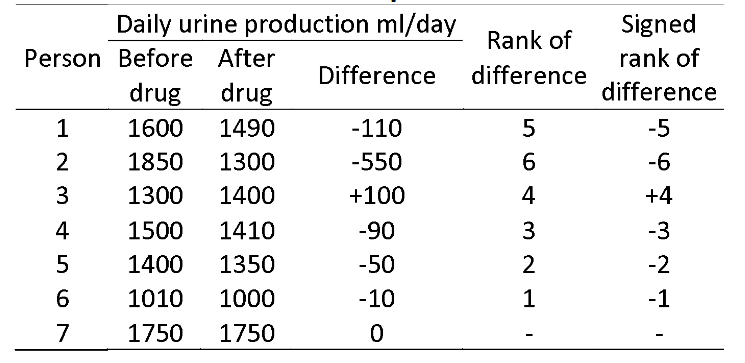 Daily urine production ml/day Rank of difference Signed rank of difference
Person Before drug After drug Difference
1 1600 1490 -110 5 -5
2 1850 1300 -550 6 -6
3 1300 1400 +100 4 +4
4 1500 1410 -90 3 -3
5 1400 1350 -50 2 -2
6 1010 1000 -10 1 -1
7 1750 1750 0 - -